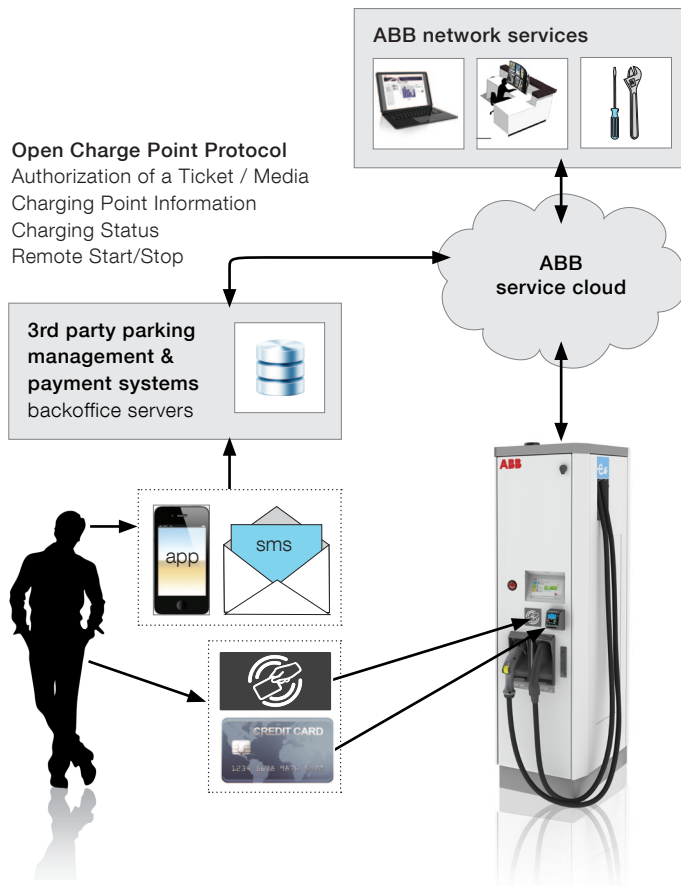 ABB network services
Open Charge Point Protocol
Authorization of a Ticket / Media
Charging Point Information
Charging Status
Remote Start/Stop
ABB
service cloud
3rd party parking
management &
payment systems
backoffice servers
ABB
app
sms
CREDIT CARD